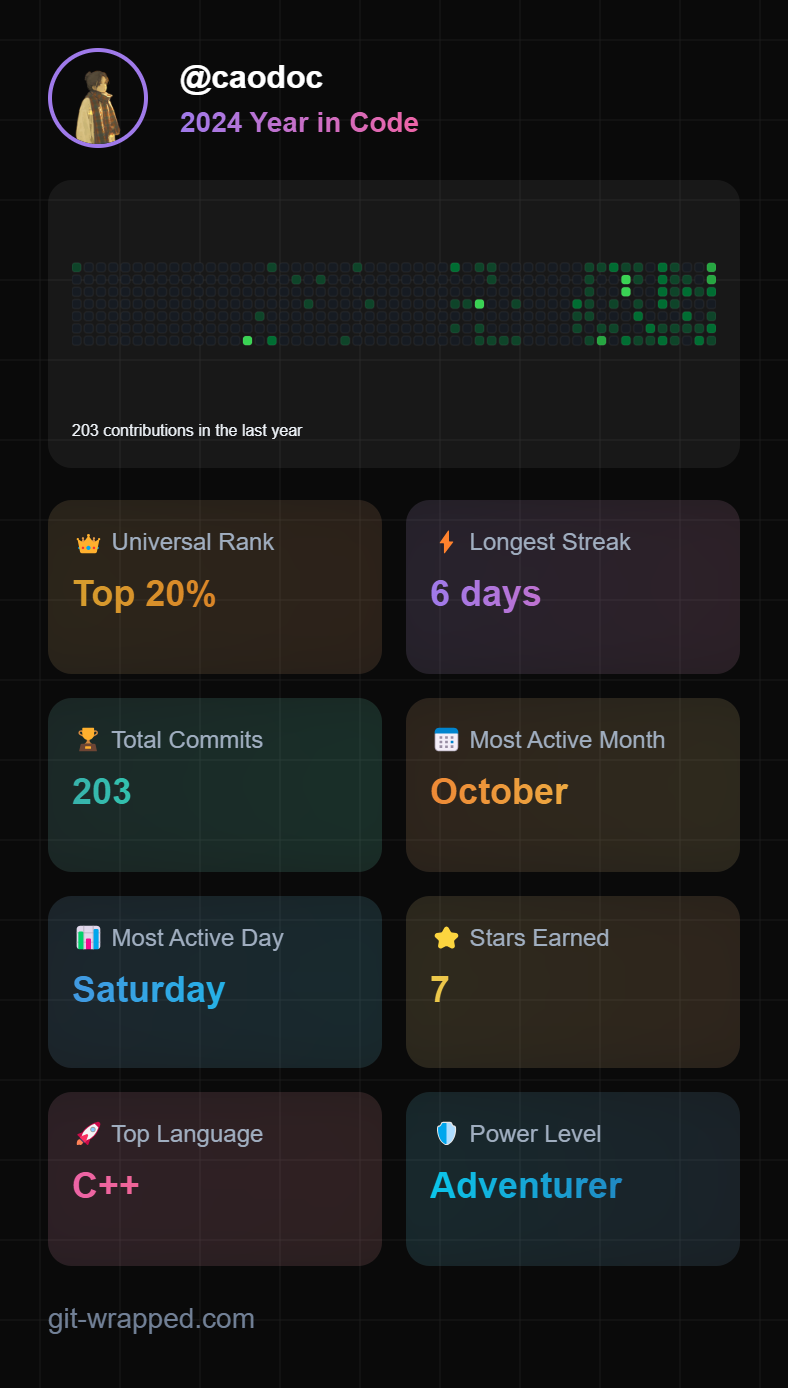 @caodoc
2024 Year in Code
203 contributions in the last year
Universal Rank
Top 20%
Longest Streak
6 days
Total Commits
203
Most Active Month
October
Most Active Day
Saturday
Stars Earned
7
Top Language
C++
Power Level
Adventurer
git-wrapped.com